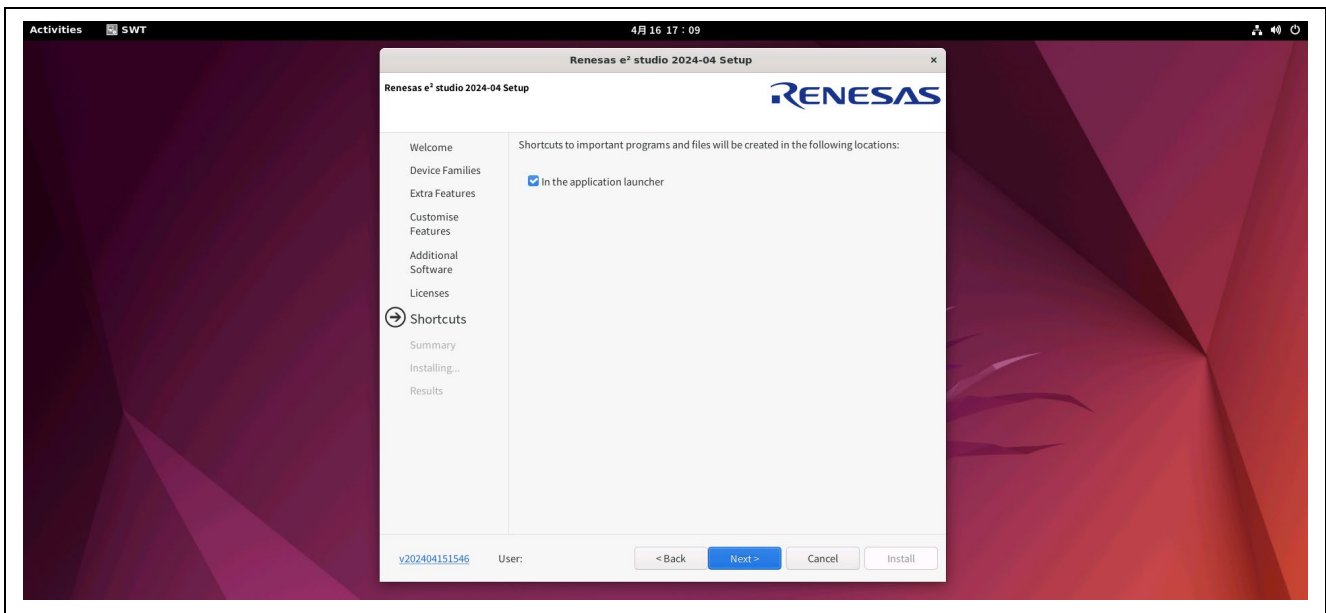 Activities SWT 4月 16 17：09
Renesas e² studio 2024-04 Setup ×
Renesas e² studio 2024-04 Setup
RENESAS
Welcome
Device Families
Extra Features
Customise
Features
Additional
Software
Licenses
Shortcuts
Summary
Installing...
Results
Shortcuts to important programs and files will be created in the following locations:
In the application launcher
v202404151546 User: < Back Next > Cancel Install